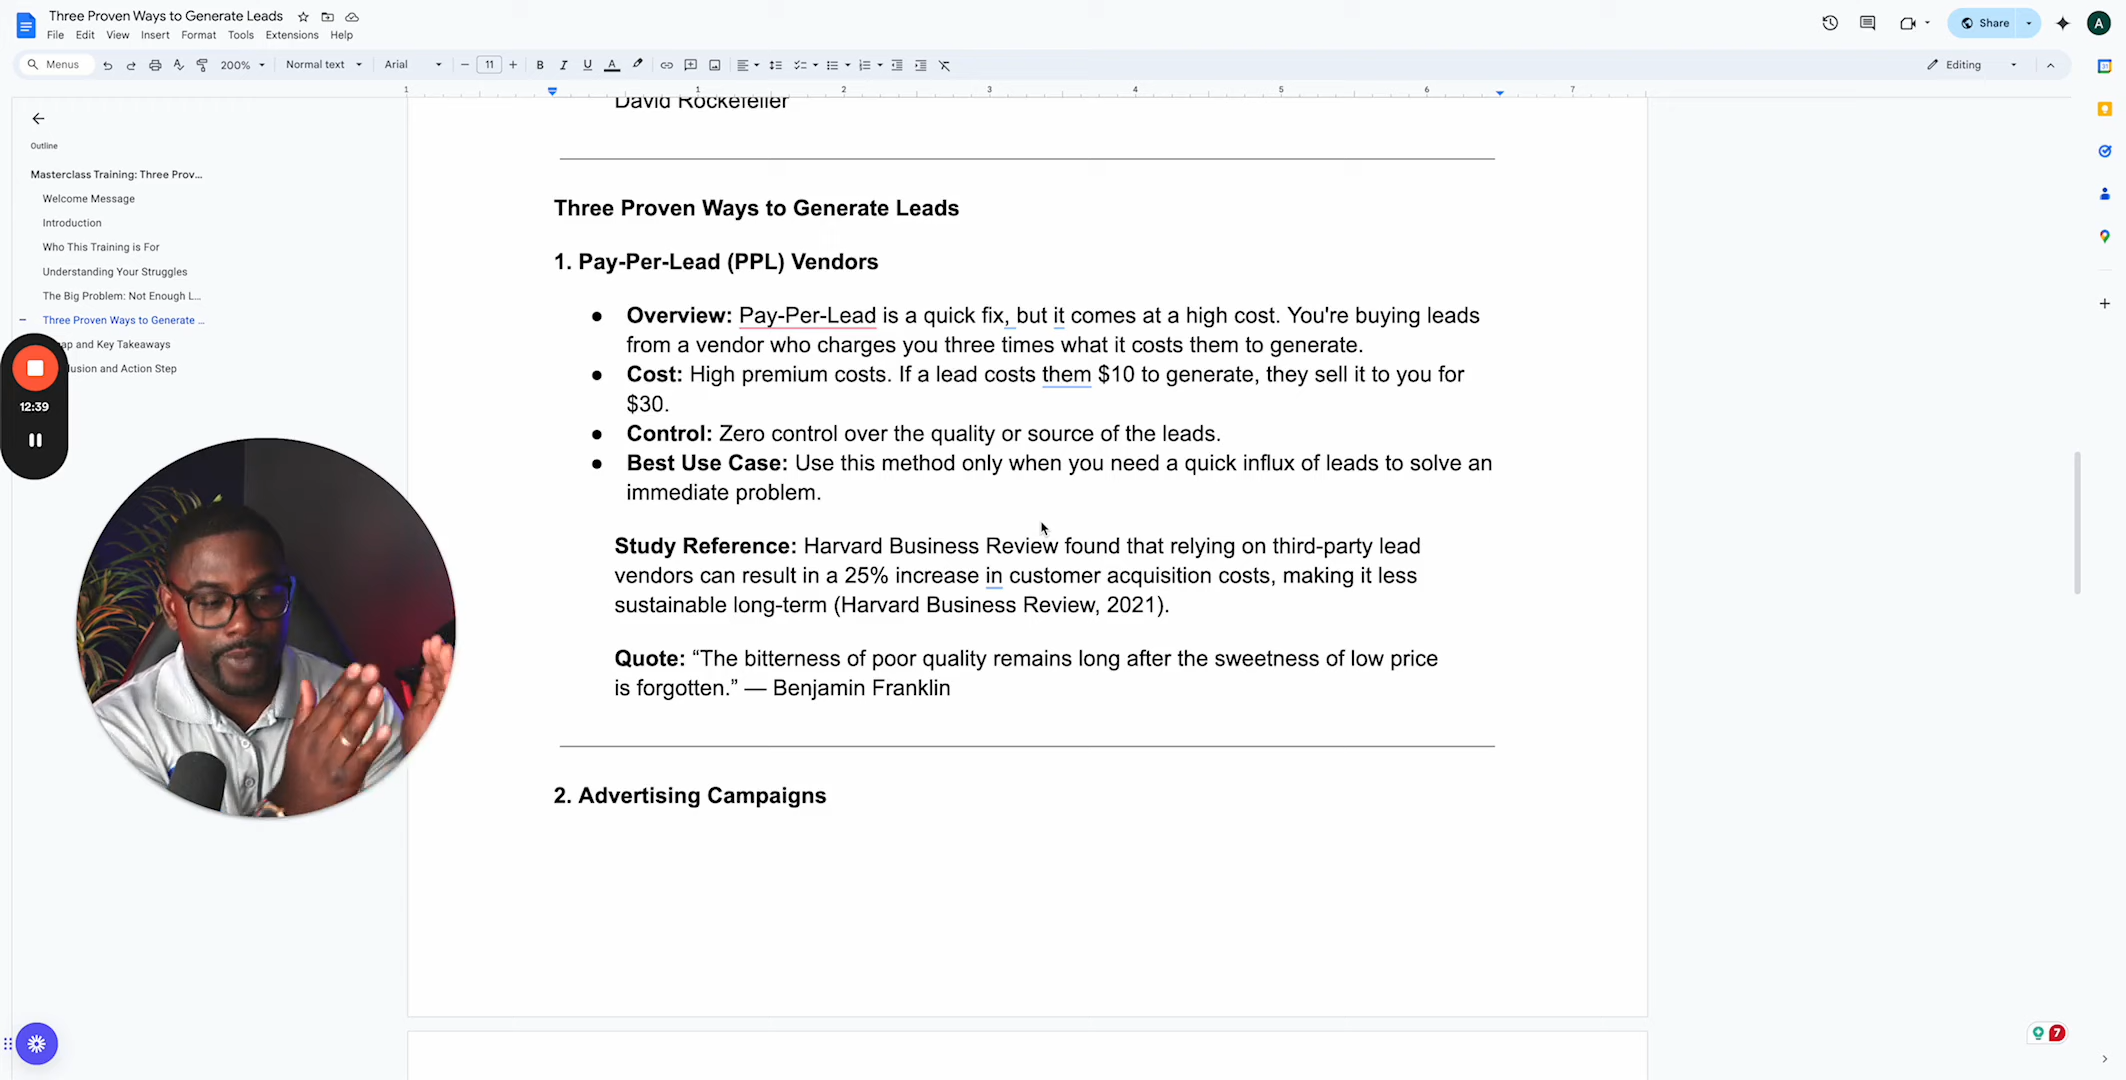 Three Proven Ways to Generate Leads
File Edit View Insert Format Tools Extensions Help
Share
A
Menus
200%
Normal text
Arial
11
Editing
1 1 2 3 4 5 6 7
Outline
Masterclass Training: Three Prov...
Welcome Message
Introduction
Who This Training is For
Understanding Your Struggles
The Big Problem: Not Enough L...
Three Proven Ways to Generate ...
ap and Key Takeaways
lusion and Action Step
12:39
David Rockefeller
Three Proven Ways to Generate Leads
1. Pay-Per-Lead (PPL) Vendors
● Overview: Pay-Per-Lead is a quick fix, but it comes at a high cost. You're buying leads
from a vendor who charges you three times what it costs them to generate.
● Cost: High premium costs. If a lead costs them $10 to generate, they sell it to you for
$30.
● Control: Zero control over the quality or source of the leads.
● Best Use Case: Use this method only when you need a quick influx of leads to solve an
immediate problem.
Study Reference: Harvard Business Review found that relying on third-party lead
vendors can result in a 25% increase in customer acquisition costs, making it less
sustainable long-term (Harvard Business Review, 2021).
Quote: “The bitterness of poor quality remains long after the sweetness of low price
is forgotten.” — Benjamin Franklin
2. Advertising Campaigns
7